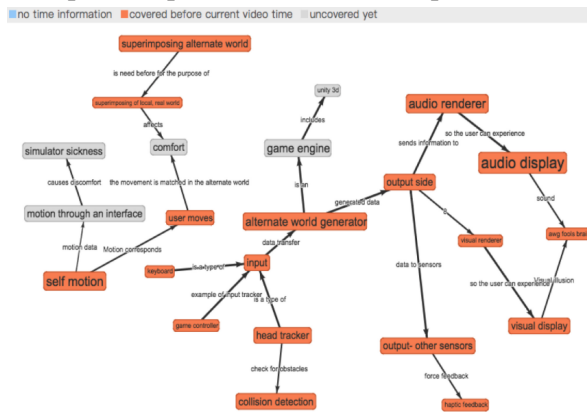 no time information
covered before current video time
uncovered yet
superimposing alternate world
is need before for the purpose of
superimposing of local, real world
affects
comfort
simulator sickness
causes discomfort
the movement is matched in the alternate world
motion through an interface
user moves
motion data
Motion corresponds
self motion
unity 3d
includes
game engine
is an
alternate world generator
generated data
data transfer
keyboard
is a type of
input
example of input tracker
game controller
is a type of
head tracker
check for obstacles
collision detection
audio renderer
sends information to
so the user can experience
audio display
output side
sound
visual renderer
awg fools brai
data to sensors
so the user can experience
Visual illusion
visual display
output- other sensors
force feedback
haptic feedback